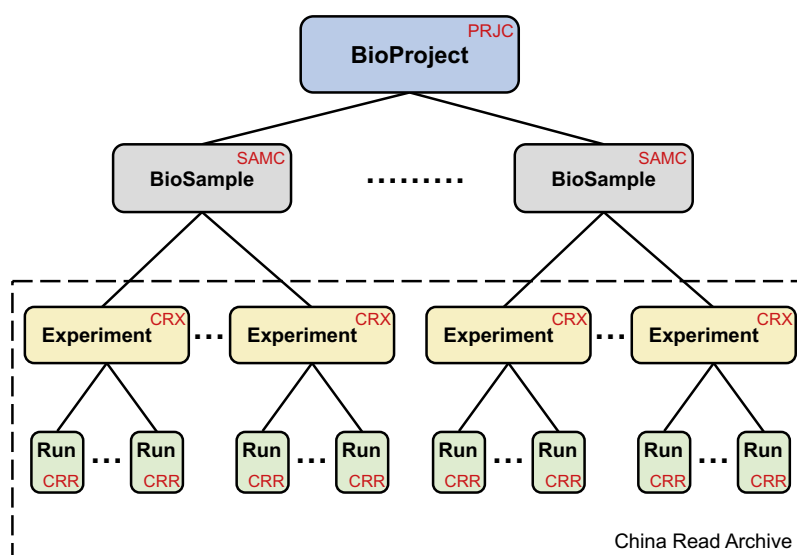 PRJC
BioProject
SAMC
BioSample
.........
SAMC
BioSample
CRX
Experiment
...
CRX
Experiment
CRX
Experiment
...
CRX
Experiment
Run
CRR
...
Run
CRR
Run
CRR
...
Run
CRR
Run
CRR
...
Run
CRR
Run
CRR
...
Run
CRR
China Read Archive